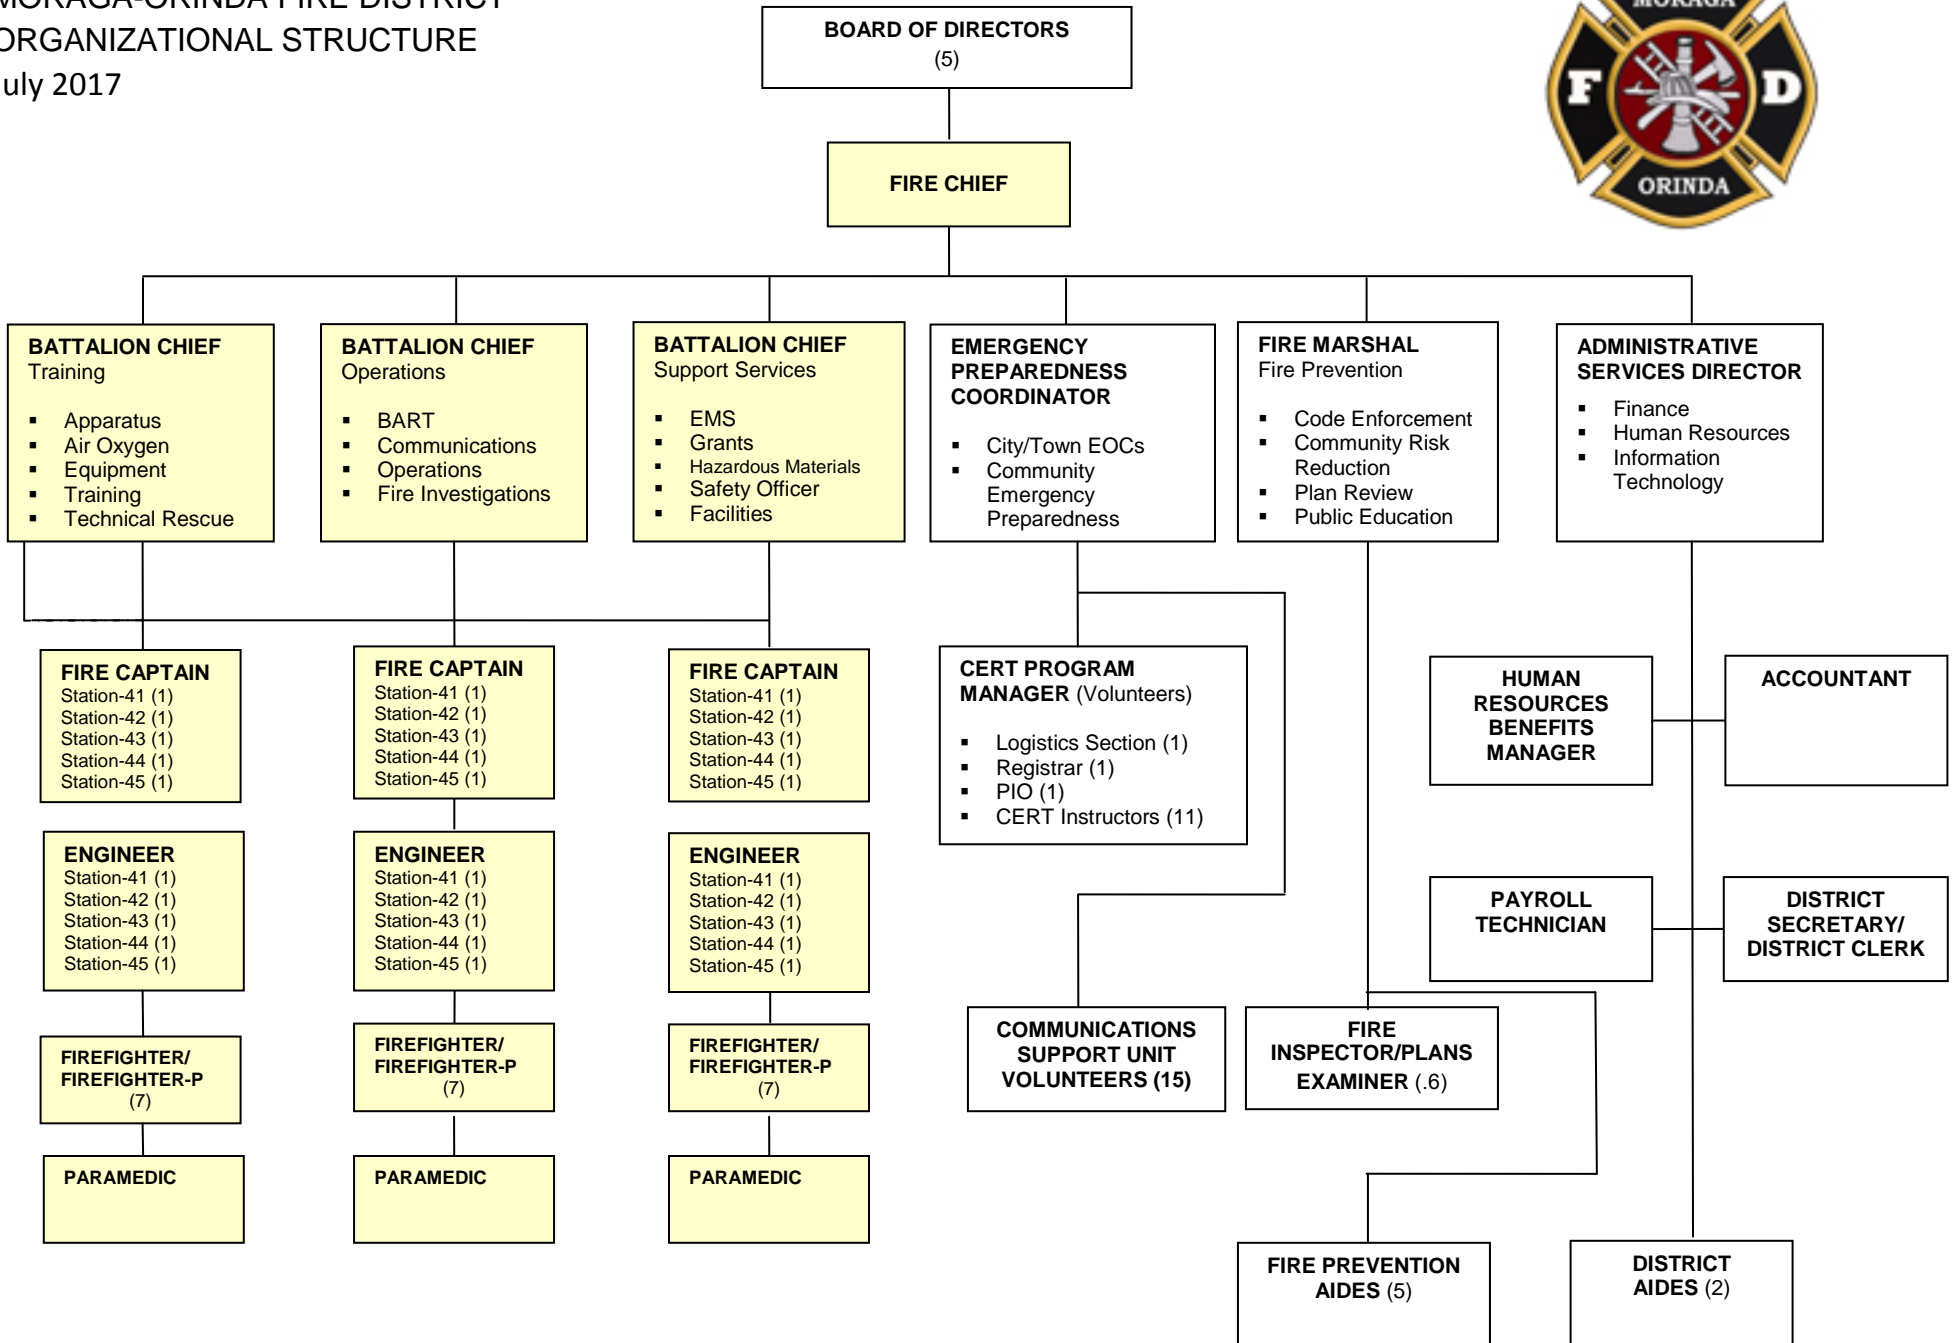 MORAGA-ORINDA FIRE DISTRICT
ORGANIZATIONAL STRUCTURE
uly 2017
BOARD OF DIRECTORS
(5)
MORAGA
F
D
ORINDA
FIRE CHIEF
BATTALION CHIEF
Training
▪ Apparatus
▪ Air Oxygen
▪ Equipment
▪ Training
▪ Technical Rescue
BATTALION CHIEF
Operations
▪ BART
▪ Communications
▪ Operations
▪ Fire Investigations
BATTALION CHIEF
Support Services
▪ EMS
▪ Grants
▪ Hazardous Materials
▪ Safety Officer
▪ Facilities
EMERGENCY
PREPAREDNESS
COORDINATOR
▪ City/Town EOCs
▪ Community
Emergency
Preparedness
FIRE MARSHAL
Fire Prevention
▪ Code Enforcement
▪ Community Risk
Reduction
▪ Plan Review
▪ Public Education
ADMINISTRATIVE
SERVICES DIRECTOR
▪ Finance
▪ Human Resources
▪ Information
Technology
FIRE CAPTAIN
Station-41 (1)
Station-42 (1)
Station-43 (1)
Station-44 (1)
Station-45 (1)
FIRE CAPTAIN
Station-41 (1)
Station-42 (1)
Station-43 (1)
Station-44 (1)
Station-45 (1)
FIRE CAPTAIN
Station-41 (1)
Station-42 (1)
Station-43 (1)
Station-44 (1)
Station-45 (1)
CERT PROGRAM
MANAGER (Volunteers)
▪ Logistics Section (1)
▪ Registrar (1)
▪ PIO (1)
▪ CERT Instructors (11)
HUMAN
RESOURCES
BENEFITS
MANAGER
ACCOUNTANT
ENGINEER
Station-41 (1)
Station-42 (1)
Station-43 (1)
Station-44 (1)
Station-45 (1)
ENGINEER
Station-41 (1)
Station-42 (1)
Station-43 (1)
Station-44 (1)
Station-45 (1)
ENGINEER
Station-41 (1)
Station-42 (1)
Station-43 (1)
Station-44 (1)
Station-45 (1)
PAYROLL
TECHNICIAN
DISTRICT
SECRETARY/
DISTRICT CLERK
FIREFIGHTER/
FIREFIGHTER-P
(7)
FIREFIGHTER/
FIREFIGHTER-P
(7)
FIREFIGHTER/
FIREFIGHTER-P
(7)
COMMUNICATIONS
SUPPORT UNIT
VOLUNTEERS (15)
FIRE
INSPECTOR/PLANS
EXAMINER (.6)
PARAMEDIC
PARAMEDIC
PARAMEDIC
FIRE PREVENTION
AIDES (5)
DISTRICT
AIDES (2)